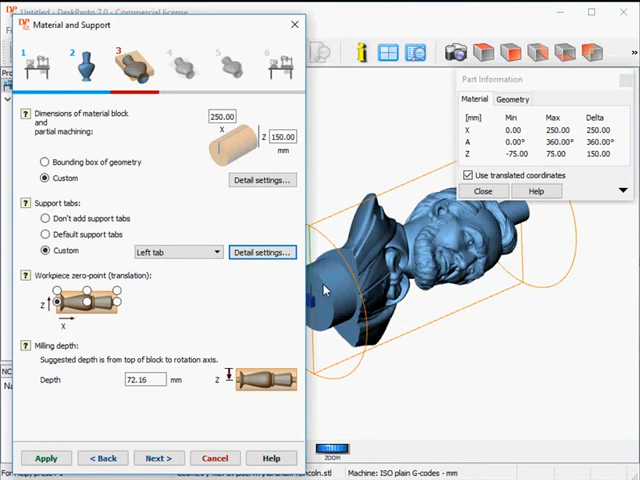 Untitled - DeskProto 7.0 - Commercial license
Material and Support
1
2
3
4
5
6
Dimensions of material block
and
partial machining:
250.00
X
Z
150.00
mm
Bounding box of geometry
Custom
Detail settings...
Support tabs:
Don't add support tabs
Default support tabs
Custom
Left tab
Detail settings...
Workpiece zero-point (translation):
Z
X
Milling depth:
Suggested depth is from top of block to rotation axis.
Depth
72.16
mm
Z
Apply
< Back
Next >
Cancel
Help
Part Information
Material
Geometry
[mm] Min Max Delta
X 0.00 250.00 250.00
A 0.00° 360.00° 360.00°
Z -75.00 75.00 150.00
Use translated coordinates
Close
Help
ZOOM
Machine: ISO plain G-codes - mm